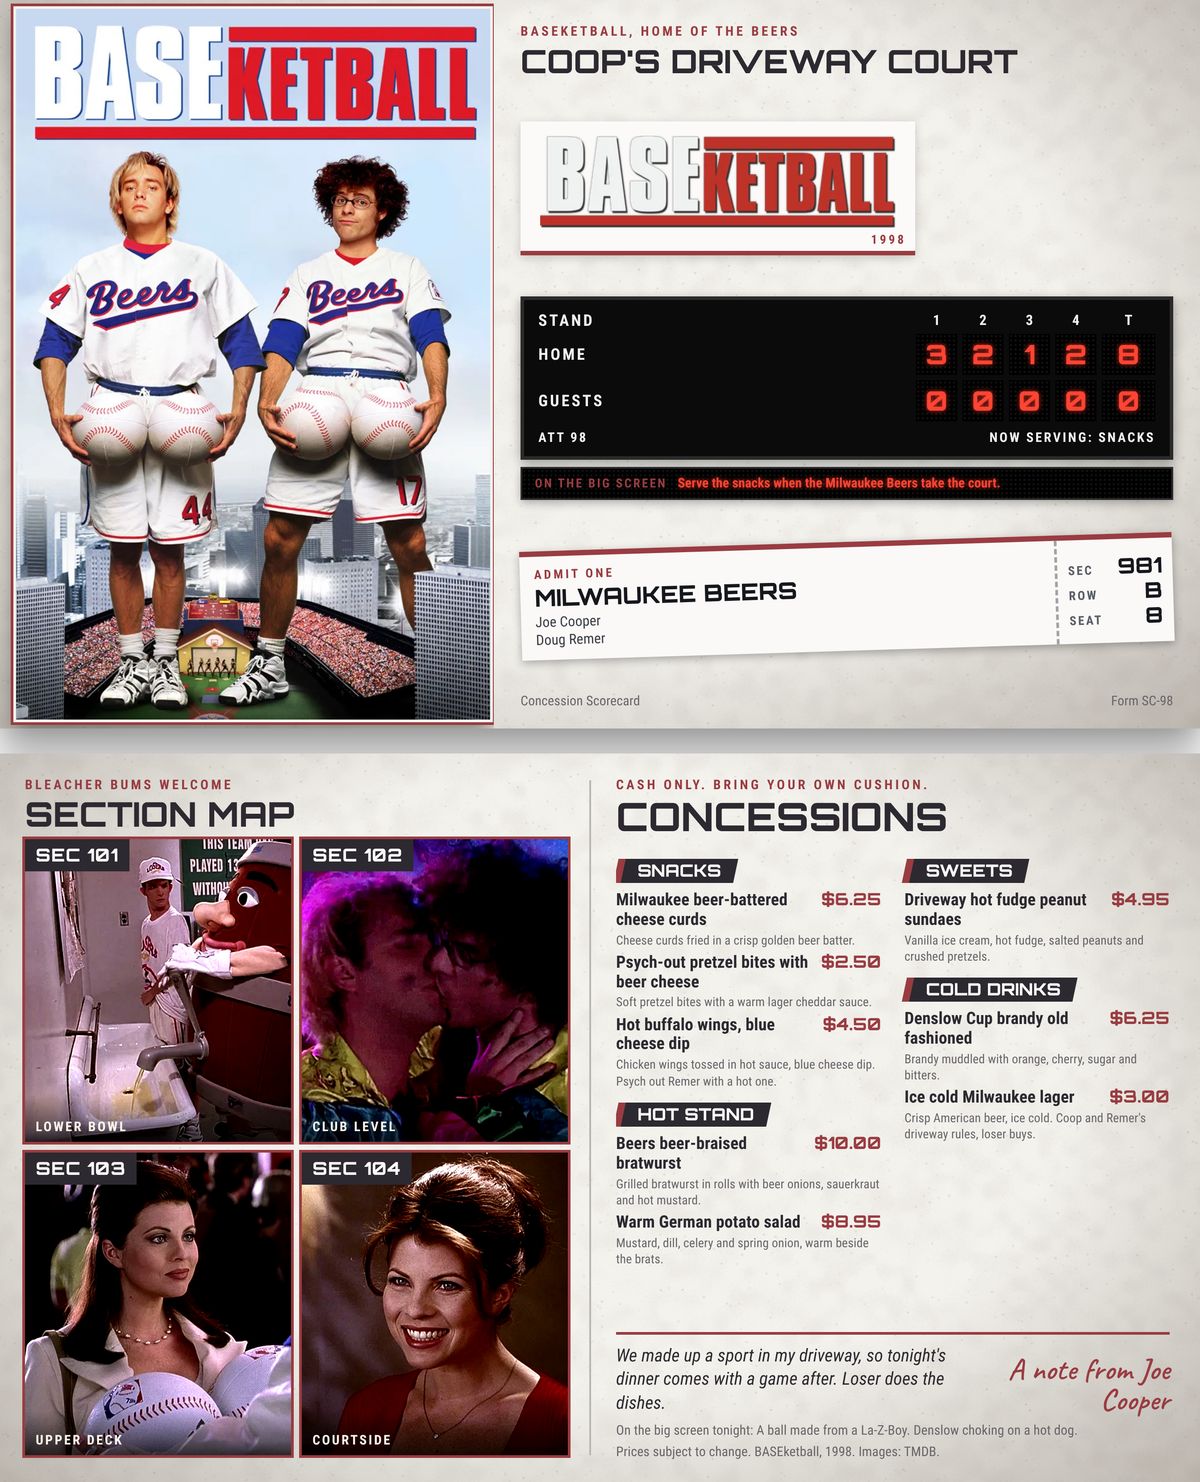 BASEKETBALL
Beers
Beers
4
7
44
17
BASEKETBALL, HOME OF THE BEERS
COOP'S DRIVEWAY COURT
BASEKETBALL
1998
STAND 1 2 3 4 T
HOME 3 2 1 2 8
GUESTS 0 0 0 0 0
ATT 98 NOW SERVING: SNACKS
ON THE BIG SCREEN Serve the snacks when the Milwaukee Beers take the court.
ADMIT ONE
MILWAUKEE BEERS
Joe Cooper
Doug Remer
SEC 981
ROW B
SEAT 8
Concession Scorecard
Form SC-98
BLEACHER BUMS WELCOME
SECTION MAP
SEC 101
THIS TEAM HAS
PLAYED 13
WITHOU
LOSERS
LOWER BOWL
SEC 102
CLUB LEVEL
SEC 103
UPPER DECK
SEC 104
COURTSIDE
CASH ONLY. BRING YOUR OWN CUSHION.
CONCESSIONS
SNACKS
Milwaukee beer-battered $6.25
cheese curds
Cheese curds fried in a crisp golden beer batter.
Psych-out pretzel bites with $2.50
beer cheese
Soft pretzel bites with a warm lager cheddar sauce.
Hot buffalo wings, blue $4.50
cheese dip
Chicken wings tossed in hot sauce, blue cheese dip.
Psych out Remer with a hot one.
HOT STAND
Beers beer-braised $10.00
bratwurst
Grilled bratwurst in rolls with beer onions, sauerkraut
and hot mustard.
Warm German potato salad $8.95
Mustard, dill, celery and spring onion, warm beside
the brats.
SWEETS
Driveway hot fudge peanut $4.95
sundaes
Vanilla ice cream, hot fudge, salted peanuts and
crushed pretzels.
COLD DRINKS
Denslow Cup brandy old $6.25
fashioned
Brandy muddled with orange, cherry, sugar and
bitters.
Ice cold Milwaukee lager $3.00
Crisp American beer, ice cold. Coop and Remer's
driveway rules, loser buys.
We made up a sport in my driveway, so tonight's
dinner comes with a game after. Loser does the
dishes.
A note from Joe
Cooper
On the big screen tonight: A ball made from a La-Z-Boy. Denslow choking on a hot dog.
Prices subject to change. BASEketball, 1998. Images: TMDB.